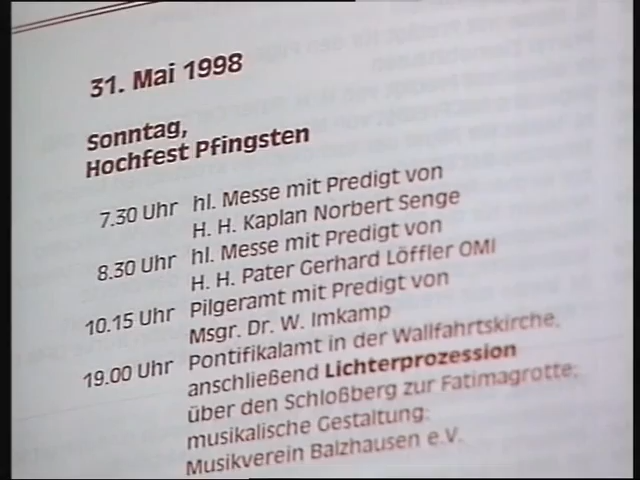 31. Mai 1998
Sonntag,
Hochfest Pfingsten
7.30 Uhr hl. Messe mit Predigt von
H. H. Kaplan Norbert Senge
8.30 Uhr hl. Messe mit Predigt von
H. H. Pater Gerhard Löffler OMI
10.15 Uhr Pilgeramt mit Predigt von
Msgr. Dr. W. Imkamp
19.00 Uhr Pontifikalamt in der Wallfahrtskirche,
anschließend Lichterprozession
über den Schloßberg zur Fatimagrotte;
musikalische Gestaltung:
Musikverein Balzhausen e.V.